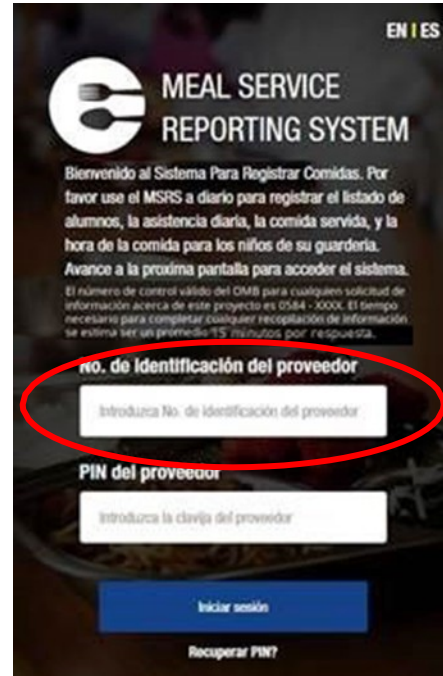 EN | ES
MEAL SERVICE
REPORTING SYSTEM
Bienvenido al Sistema Para Registrar Comidas. Por
favor use el MSRS a diario para registrar el listado de
alumnos, la asistencia diaria, la comida servida, y la
hora de la comida para los niños de su guardería.
Avance a la proxima pantalla para acceder el sistema.
El número de control válido del OMB para cualquien solicitud de
información acerca de este proyecto es 0584 - XXXX. El tiempo
necesario para completar cualquier recopilación de información
se estima ser un promedio 15 minutos por respuesta.
No. de identificación del proveedor
Introduzca No. de identificación del proveedor
PIN del proveedor
Introduzca la clavija del proveedor
Iniciar sesión
Recuperar PIN?